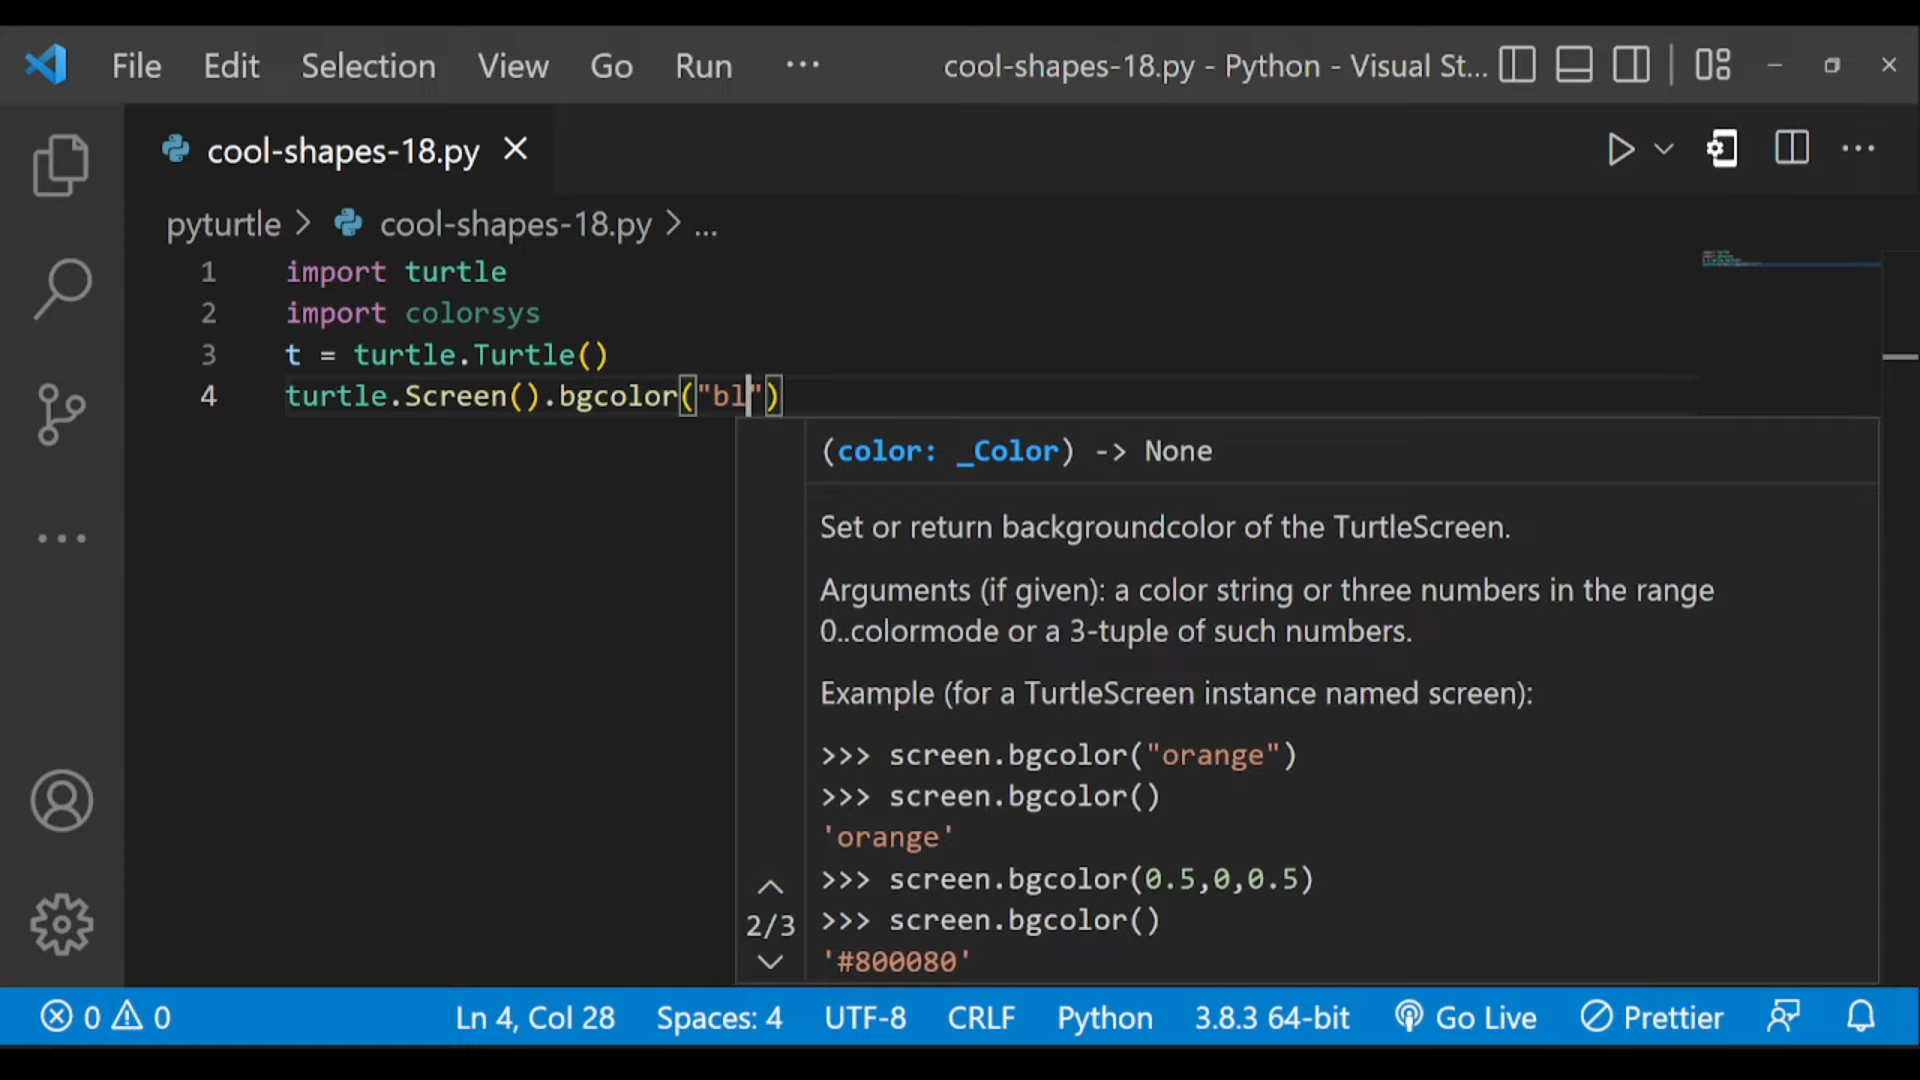 File Edit Selection View Go Run ··· cool-shapes-18.py - Python - Visual St...
cool-shapes-18.py
pyturtle > cool-shapes-18.py > ...
1 import turtle
2 import colorsys
3 t = turtle.Turtle()
4 turtle.Screen().bgcolor("bl")
(color: _Color) -> None
Set or return backgroundcolor of the TurtleScreen.
Arguments (if given): a color string or three numbers in the range
0..colormode or a 3-tuple of such numbers.
Example (for a TurtleScreen instance named screen):
>>> screen.bgcolor("orange")
>>> screen.bgcolor()
'orange'
>>> screen.bgcolor(0.5,0,0.5)
2/3
>>> screen.bgcolor()
'#800080'
0 0 Ln 4, Col 28 Spaces: 4 UTF-8 CRLF Python 3.8.3 64-bit Go Live Prettier